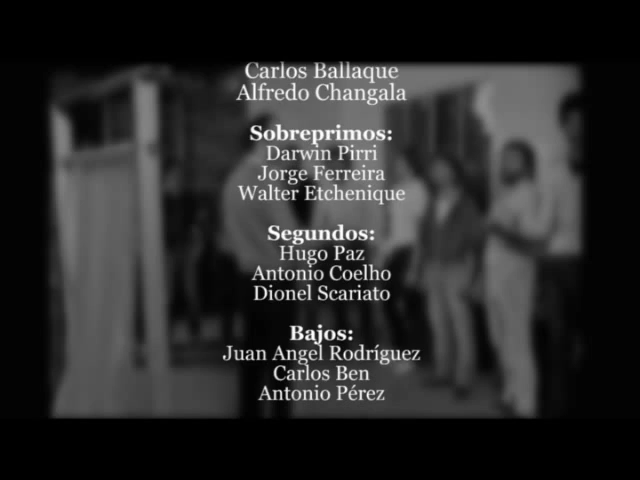 Carlos Ballaque
Alfredo Changala
Sobreprimos:
Darwin Pirri
Jorge Ferreira
Walter Etchenique
Segundos:
Hugo Paz
Antonio Coelho
Dionel Scariato
Bajos:
Juan Angel Rodríguez
Carlos Ben
Antonio Pérez